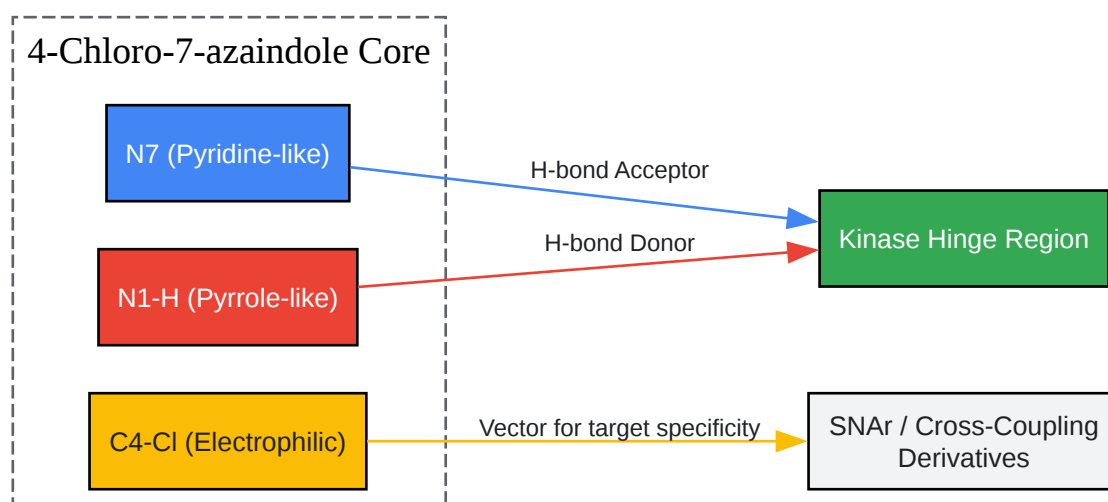 4-Chloro-7-azaindole Core
N7 (Pyridine-like)
H-bond Acceptor
N1-H (Pyrrole-like)
H-bond Donor
Kinase Hinge Region
C4-Cl (Electrophilic)
Vector for target specificity
SNAr / Cross-Coupling
Derivatives